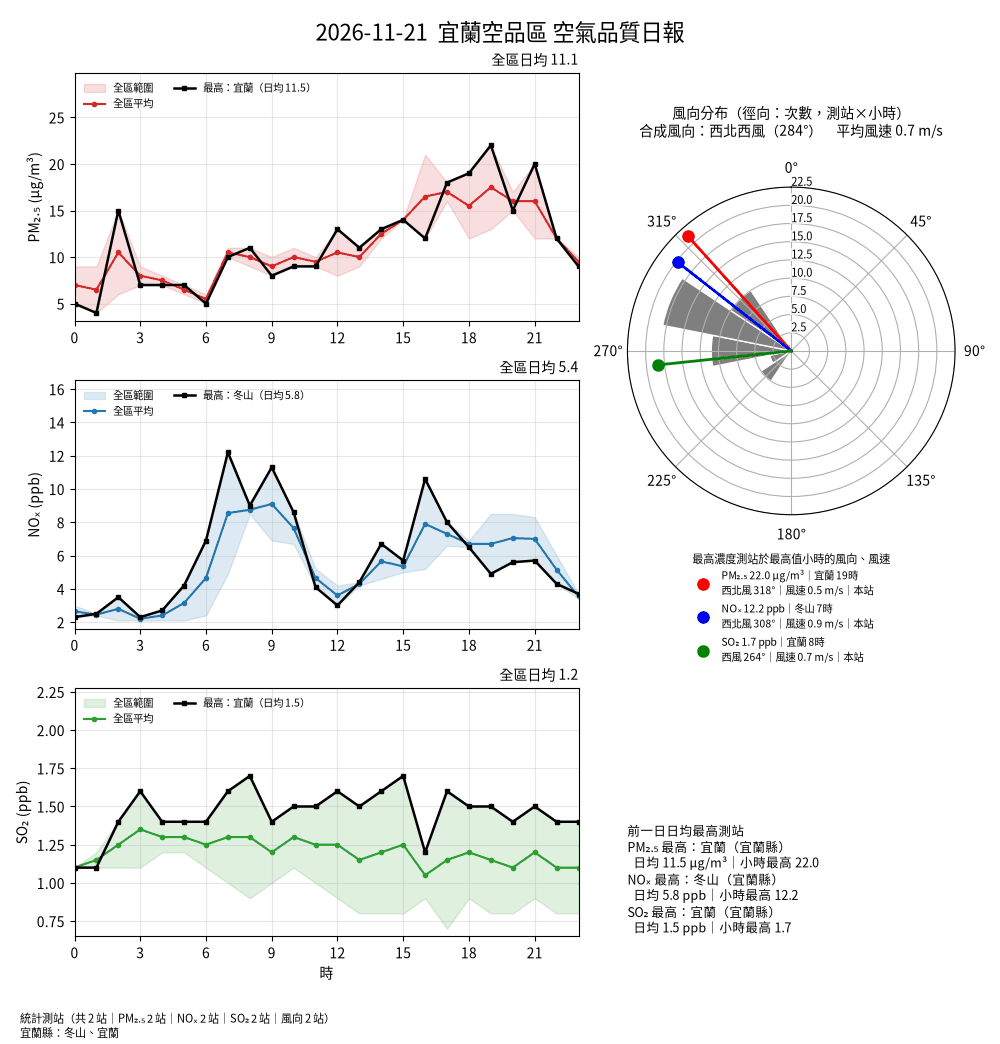 2026-11-21 宜蘭空品區 空氣品質日報
全區日均 11.1
PM₂.₅ (μg/m³)
全區範圍
全區平均
最高：宜蘭（日均 11.5）
25
20
15
10
5
0 3 6 9 12 15 18 21
全區日均 5.4
NOₓ (ppb)
全區範圍
全區平均
最高：冬山（日均 5.8）
16
14
12
10
8
6
4
2
0 3 6 9 12 15 18 21
全區日均 1.2
SO₂ (ppb)
全區範圍
全區平均
最高：宜蘭（日均 1.5）
2.25
2.00
1.75
1.50
1.25
1.00
0.75
0 3 6 9 12 15 18 21
時
風向分布（徑向：次數，測站×小時）
合成風向：西北西風（284°） 平均風速 0.7 m/s
0°
45°
90°
135°
180°
225°
270°
315°
22.5
20.0
17.5
15.0
12.5
10.0
7.5
5.0
2.5
最高濃度測站於最高值小時的風向、風速
PM₂.₅ 22.0 μg/m³｜宜蘭 19時
西北風 318°｜風速 0.5 m/s｜本站
NOₓ 12.2 ppb｜冬山 7時
西北風 308°｜風速 0.9 m/s｜本站
SO₂ 1.7 ppb｜宜蘭 8時
西風 264°｜風速 0.7 m/s｜本站
前一日日均最高測站
PM₂.₅ 最高：宜蘭（宜蘭縣）
日均 11.5 μg/m³｜小時最高 22.0
NOₓ 最高：冬山（宜蘭縣）
日均 5.8 ppb｜小時最高 12.2
SO₂ 最高：宜蘭（宜蘭縣）
日均 1.5 ppb｜小時最高 1.7
統計測站（共 2 站｜PM₂.₅ 2 站｜NOₓ 2 站｜SO₂ 2 站｜風向 2 站）
宜蘭縣：冬山、宜蘭